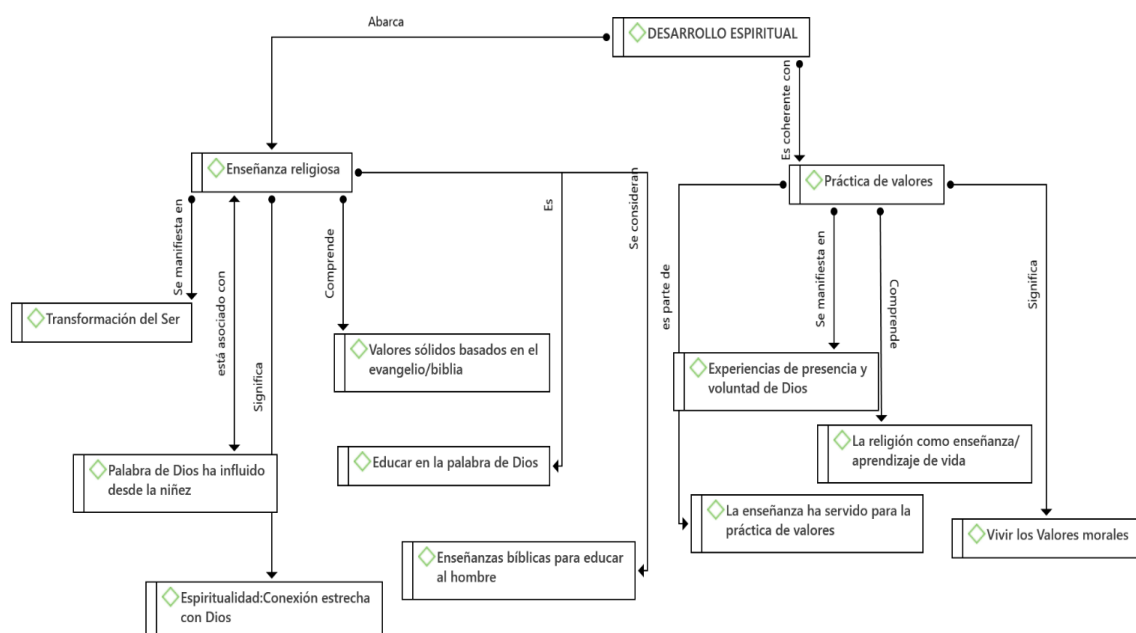 Abarca
DESARROLLO ESPIRITUAL
Es coherente con
Enseñanza religiosa
Práctica de valores
Se manifiesta en
está asociado con
Significa
Comprende
Es
Se consideran
es parte de
Se manifiesta en
Comprende
Significa
Transformación del Ser
Valores sólidos basados en el
evangelio/biblia
Experiencias de presencia y
voluntad de Dios
La religión como enseñanza/
aprendizaje de vida
Palabra de Dios ha influido
desde la niñez
Educar en la palabra de Dios
La enseñanza ha servido para la
práctica de valores
Vivir los Valores morales
Enseñanzas bíblicas para educar
al hombre
Espiritualidad:Conexión estrecha
con Dios